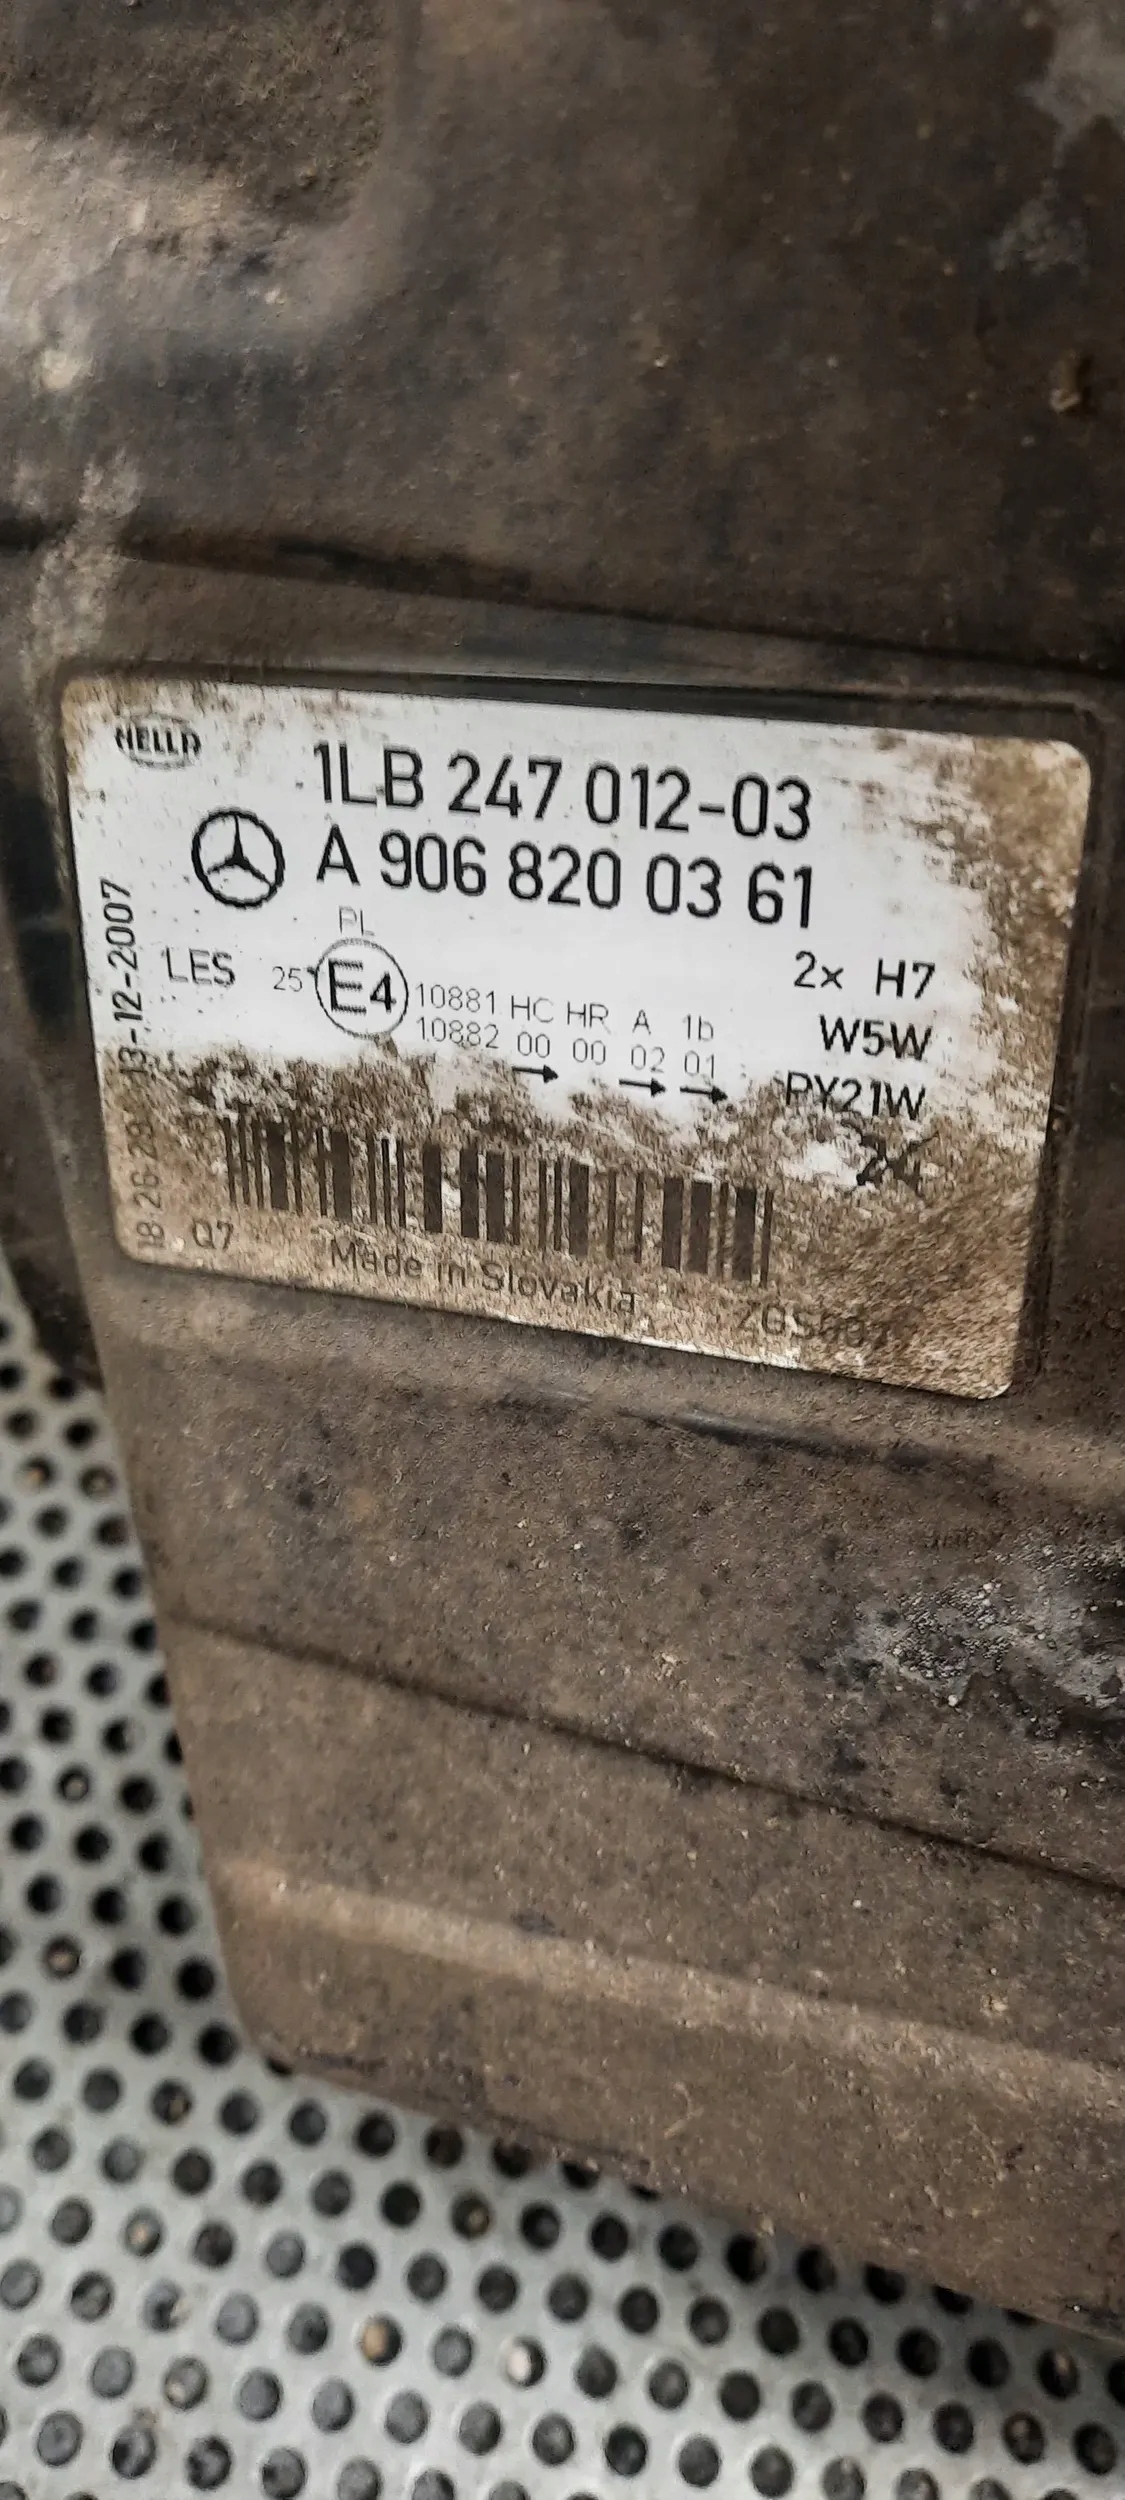 HELLA
1LB 247 012-03
A 906 820 03 61
PL
LES 25 E4 10881 HC HR A 1b
10882 00 00 02 01
2x H7
W5W
PY21W
13-12-2007
Q7
Made in Slovakia